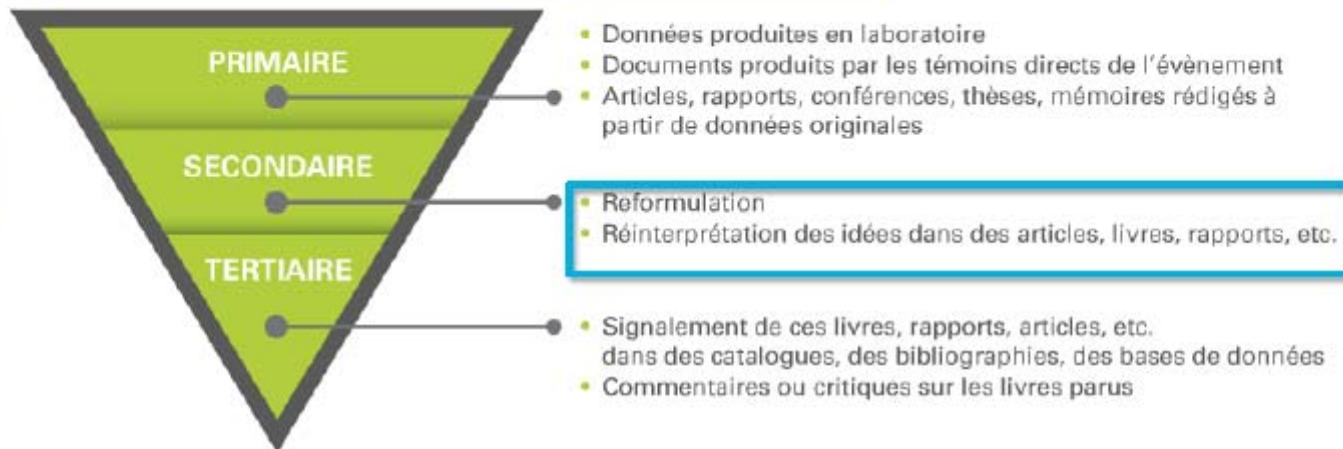 PRIMAIRE
• Données produites en laboratoire
• Documents produits par les témoins directs de l'évènement
• Articles, rapports, conférences, thèses, mémoires rédigés à
partir de données originales
SECONDAIRE
• Reformulation
• Réinterprétation des idées dans des articles, livres, rapports, etc.
TERTIAIRE
• Signalement de ces livres, rapports, articles, etc.
dans des catalogues, des bibliographies, des bases de données
• Commentaires ou critiques sur les livres parus